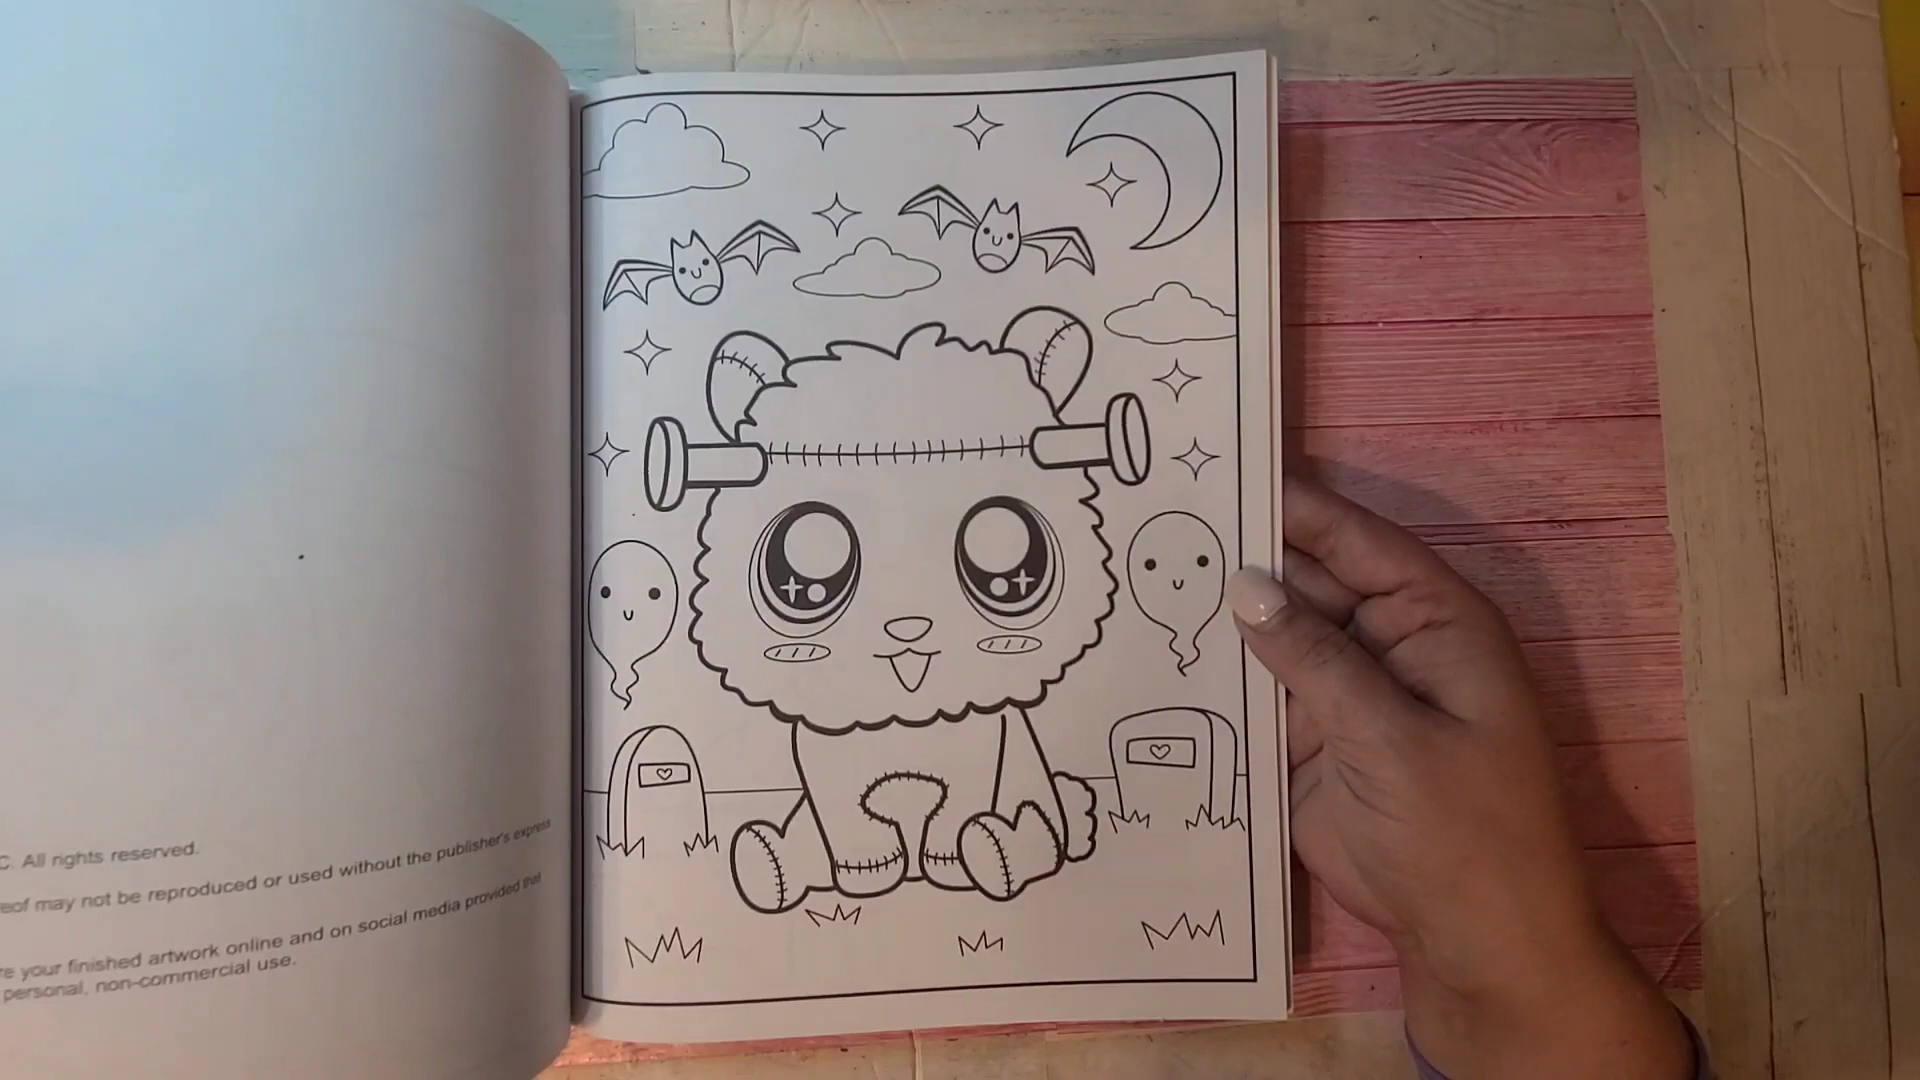 C. All rights reserved.
eof may not be reproduced or used without the publisher's express
re your finished artwork online and on social media provided that
personal, non-commercial use.